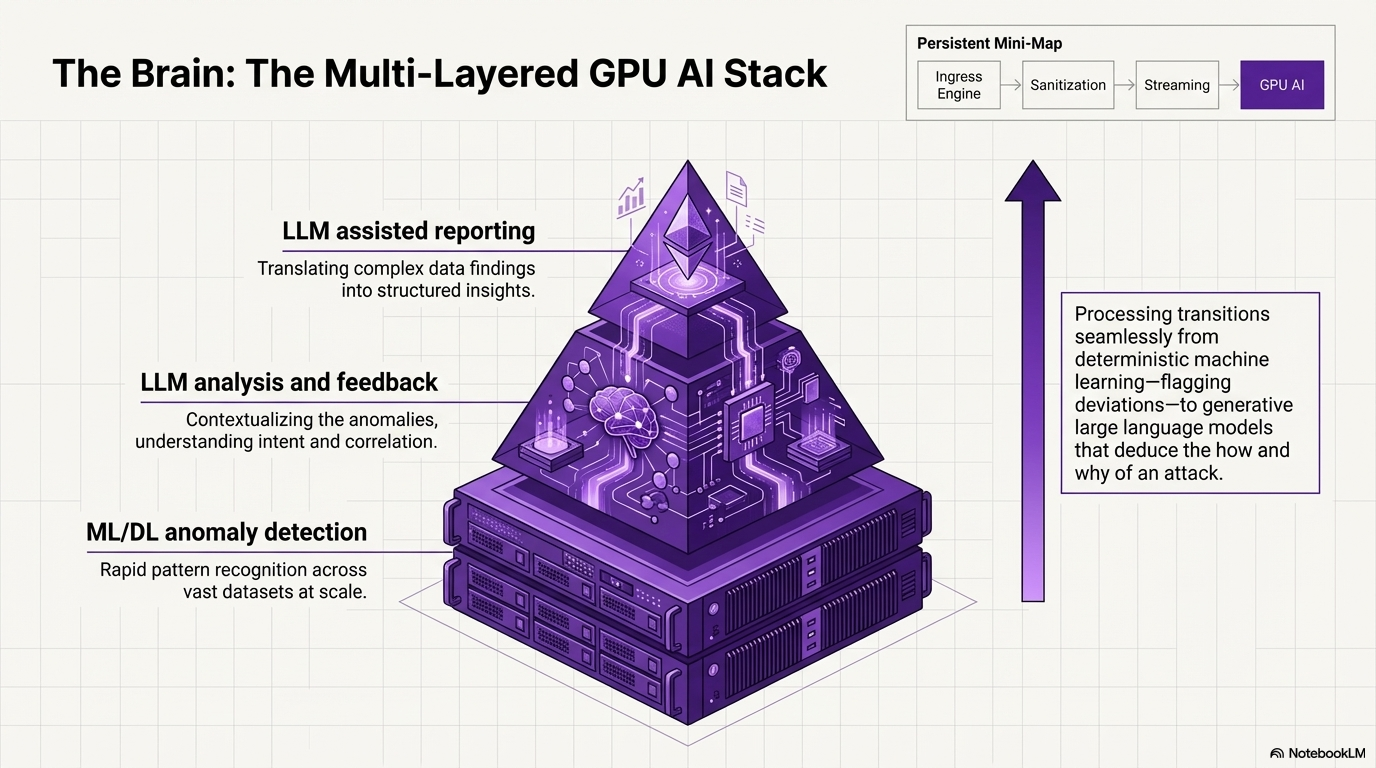 The Brain: The Multi-Layered GPU AI Stack
Persistent Mini-Map
Ingress
Engine
Sanitization
Streaming
GPU AI
LLM assisted reporting
Translating complex data findings
into structured insights.
LLM analysis and feedback
Contextualizing the anomalies,
understanding intent and correlation.
ML/DL anomaly detection
Rapid pattern recognition across
vast datasets at scale.
Processing transitions
seamlessly from
deterministic machine
learning—flagging
deviations—to generative
large language models
that deduce the how and
why of an attack.
NotebookLM